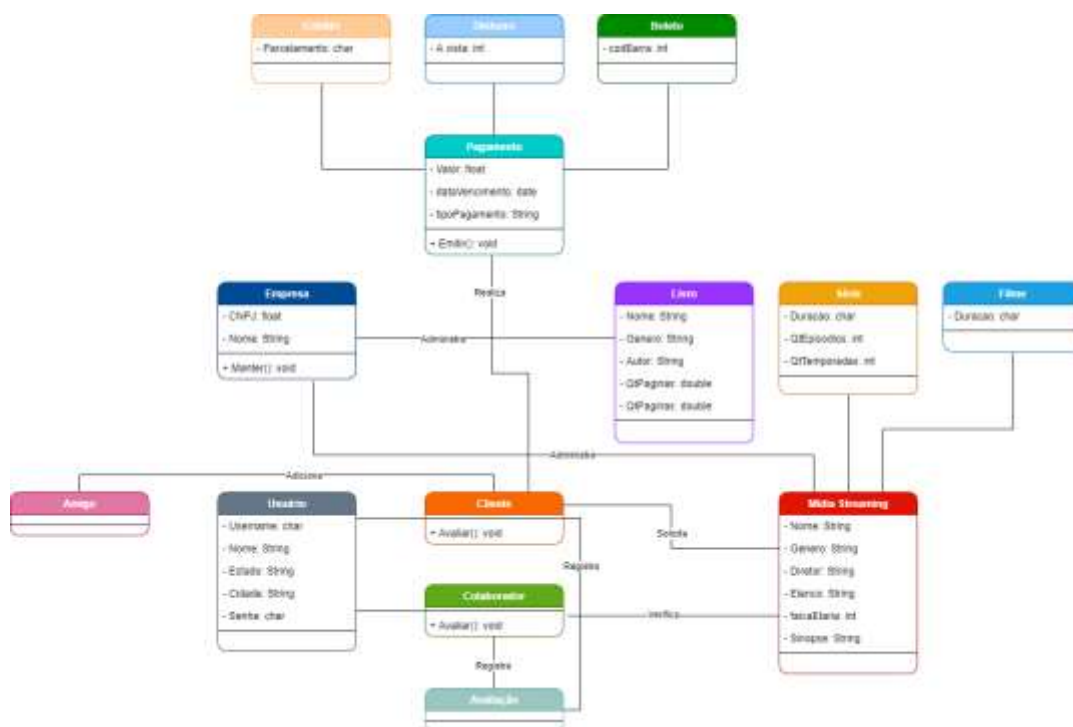 Cartão
- Parcelamento: char
Dinheiro
- A vista: int
Boleto
- codBarra: int
Pagamento
- Valor: float
- dataVencimento: date
- tipoPagamento: String
+ Emitir(): void
Realiza
Empresa
- CNPJ: float
- Nome: String
+ Manter(): void
Administra
Livro
- Nome: String
- Genero: String
- Autor: String
- QtPaginas: double
- QtPaginas: double
Série
- Duracao: char
- QtEpisodios: int
- QtTemporadas: int
Filme
- Duracao: char
Administra
Adiciona
Amigo
Usuário
- Username: char
- Nome: String
- Estado: String
- Cidade: String
- Senha: char
Cliente
+ Avaliar(): void
Solicita
Registra
Colaborador
+ Avaliar(): void
Verifica
Registra
Avaliação
Mídia Streaming
- Nome: String
- Genero: String
- Diretor: String
- Elenco: String
- faixaEtaria: int
- Sinopse: String